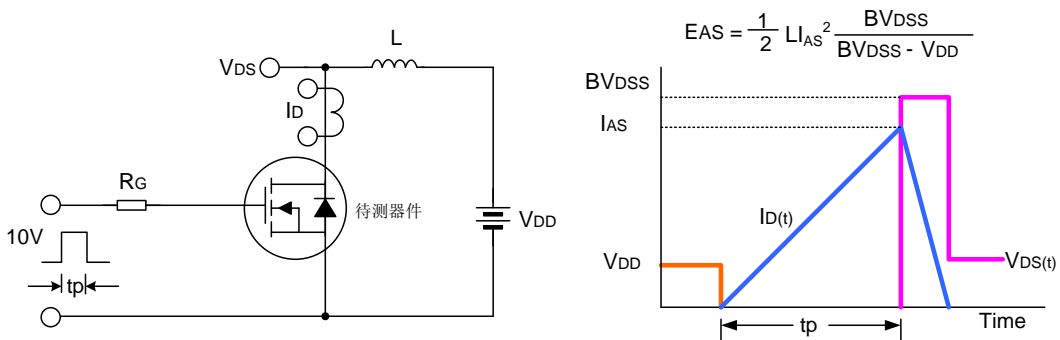 VDS
L
ID
RG
待测器件
10V
VDD
tp
EAS = 1/2 LIAS² BVDSS / BVDSS - VDD
BVDSS
IAS
ID(t)
VDD
VDS(t)
tp
Time